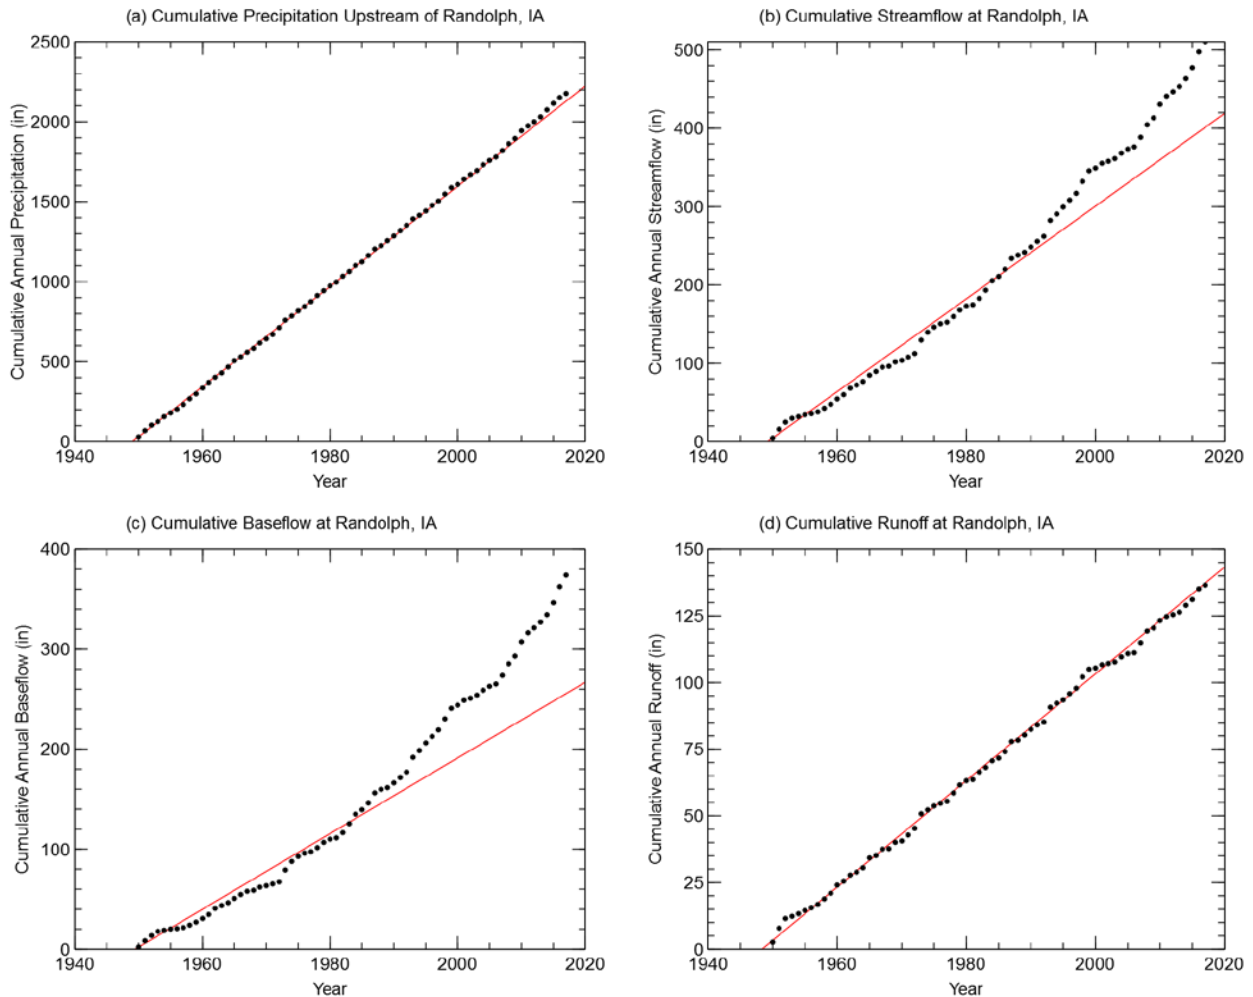 (a) Cumulative Precipitation Upstream of Randolph, IA
2500
2000
1500
1000
500
0
Cumulative Annual Precipitation (in)
1940 1960 1980 2000 2020
Year
(b) Cumulative Streamflow at Randolph, IA
500
400
300
200
100
0
Cumulative Annual Streamflow (in)
1940 1960 1980 2000 2020
Year
(c) Cumulative Baseflow at Randolph, IA
400
300
200
100
0
Cumulative Annual Baseflow (in)
1940 1960 1980 2000 2020
Year
(d) Cumulative Runoff at Randolph, IA
150
125
100
75
50
25
0
Cumulative Annual Runoff (in)
1940 1960 1980 2000 2020
Year